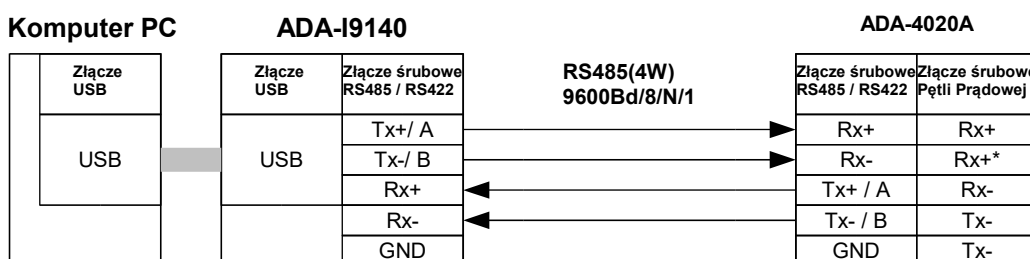 Komputer PC
ADA-I9140
ADA-4020A
Złącze
USB
Złącze
USB
Złącze śrubowe
RS485 / RS422
RS485(4W)
9600Bd/8/N/1
Złącze śrubowe
RS485 / RS422
Złącze śrubowe
Pętli Prądowej
USB
USB
Tx+/ A
Rx+
Rx+
Tx-/ B
Rx-
Rx+*
Rx+
Tx+ / A
Rx-
Rx-
Tx- / B
Tx-
GND
GND
Tx-